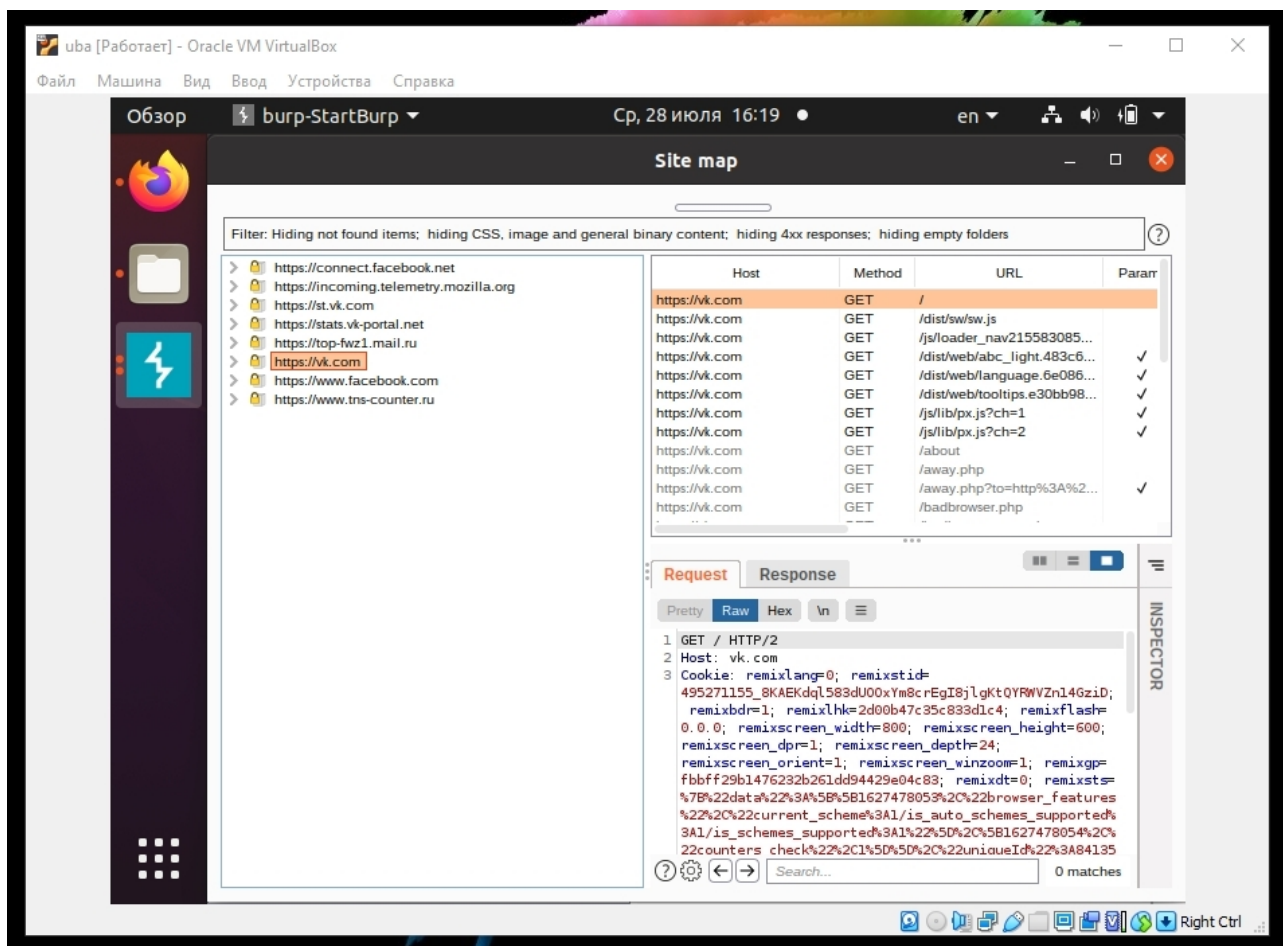 uba [Работает] - Oracle VM VirtualBox
Файл Машина Вид Ввод Устройства Справка
Обзор burp-StartBurp Ср, 28 июля 16:19 en
Site map
Filter: Hiding not found items; hiding CSS, image and general binary content; hiding 4xx responses; hiding empty folders
https://connect.facebook.net
https://incoming.telemetry.mozilla.org
https://st.vk.com
https://stats.vk-portal.net
https://top-fwz1.mail.ru
https://vk.com
https://www.facebook.com
https://www.tns-counter.ru
Host Method URL Param
https://vk.com GET /
https://vk.com GET /dist/sw/sw.js
https://vk.com GET /js/loader_nav215583085...
https://vk.com GET /dist/web/abc_light.483c6... ✓
https://vk.com GET /dist/web/language.6e086... ✓
https://vk.com GET /dist/web/tooltips.e30bb98... ✓
https://vk.com GET /js/lib/px.js?ch=1 ✓
https://vk.com GET /js/lib/px.js?ch=2 ✓
https://vk.com GET /about
https://vk.com GET /away.php
https://vk.com GET /away.php?to=http%3A%2... ✓
https://vk.com GET /badbrowser.php
Request Response
Pretty Raw Hex \n
INSPECTOR
1 GET / HTTP/2
2 Host: vk.com
3 Cookie: remixlang=0; remixstid=
495271155_8KAEKdql583dUOOxYm8crEgI8jlgKtQYRWVZnl4GziD;
remixbdr=1; remixlhk=2d00b47c35c833d1c4; remixflash=
0.0.0; remixscreen_width=800; remixscreen_height=600;
remixscreen_dpr=1; remixscreen_depth=24;
remixscreen_orient=1; remixscreen_winzoom=1; remixgp=
fbbff29b1476232b261dd94429e04c83; remixdt=0; remixsts=
%7B%22data%22%3A%5B%5B1627478053%2C%22browser_features
%22%2C%22current_scheme%3A1/is_auto_schemes_supported%
3A1/is_schemes_supported%3A1%22%5D%2C%5B1627478054%2C%
22counters_check%22%2C1%5D%5D%2C%22uniqueId%22%3A84135
Search... 0 matches
Right Ctrl